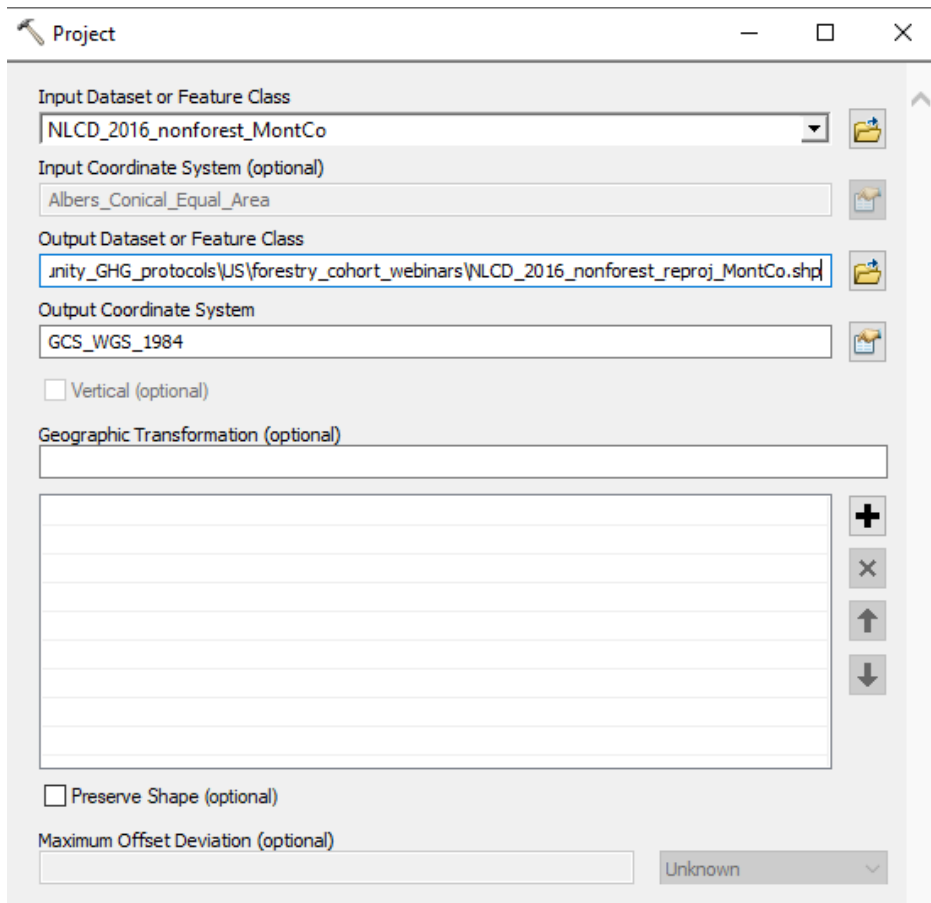 Project
Input Dataset or Feature Class
NLCD_2016_nonforest_MontCo
Input Coordinate System (optional)
Albers_Conical_Equal_Area
Output Dataset or Feature Class
unity_GHG_protocols\US\forestry_cohort_webinars\NLCD_2016_nonforest_reproj_MontCo.shp
Output Coordinate System
GCS_WGS_1984
Vertical (optional)
Geographic Transformation (optional)
Preserve Shape (optional)
Maximum Offset Deviation (optional)
Unknown